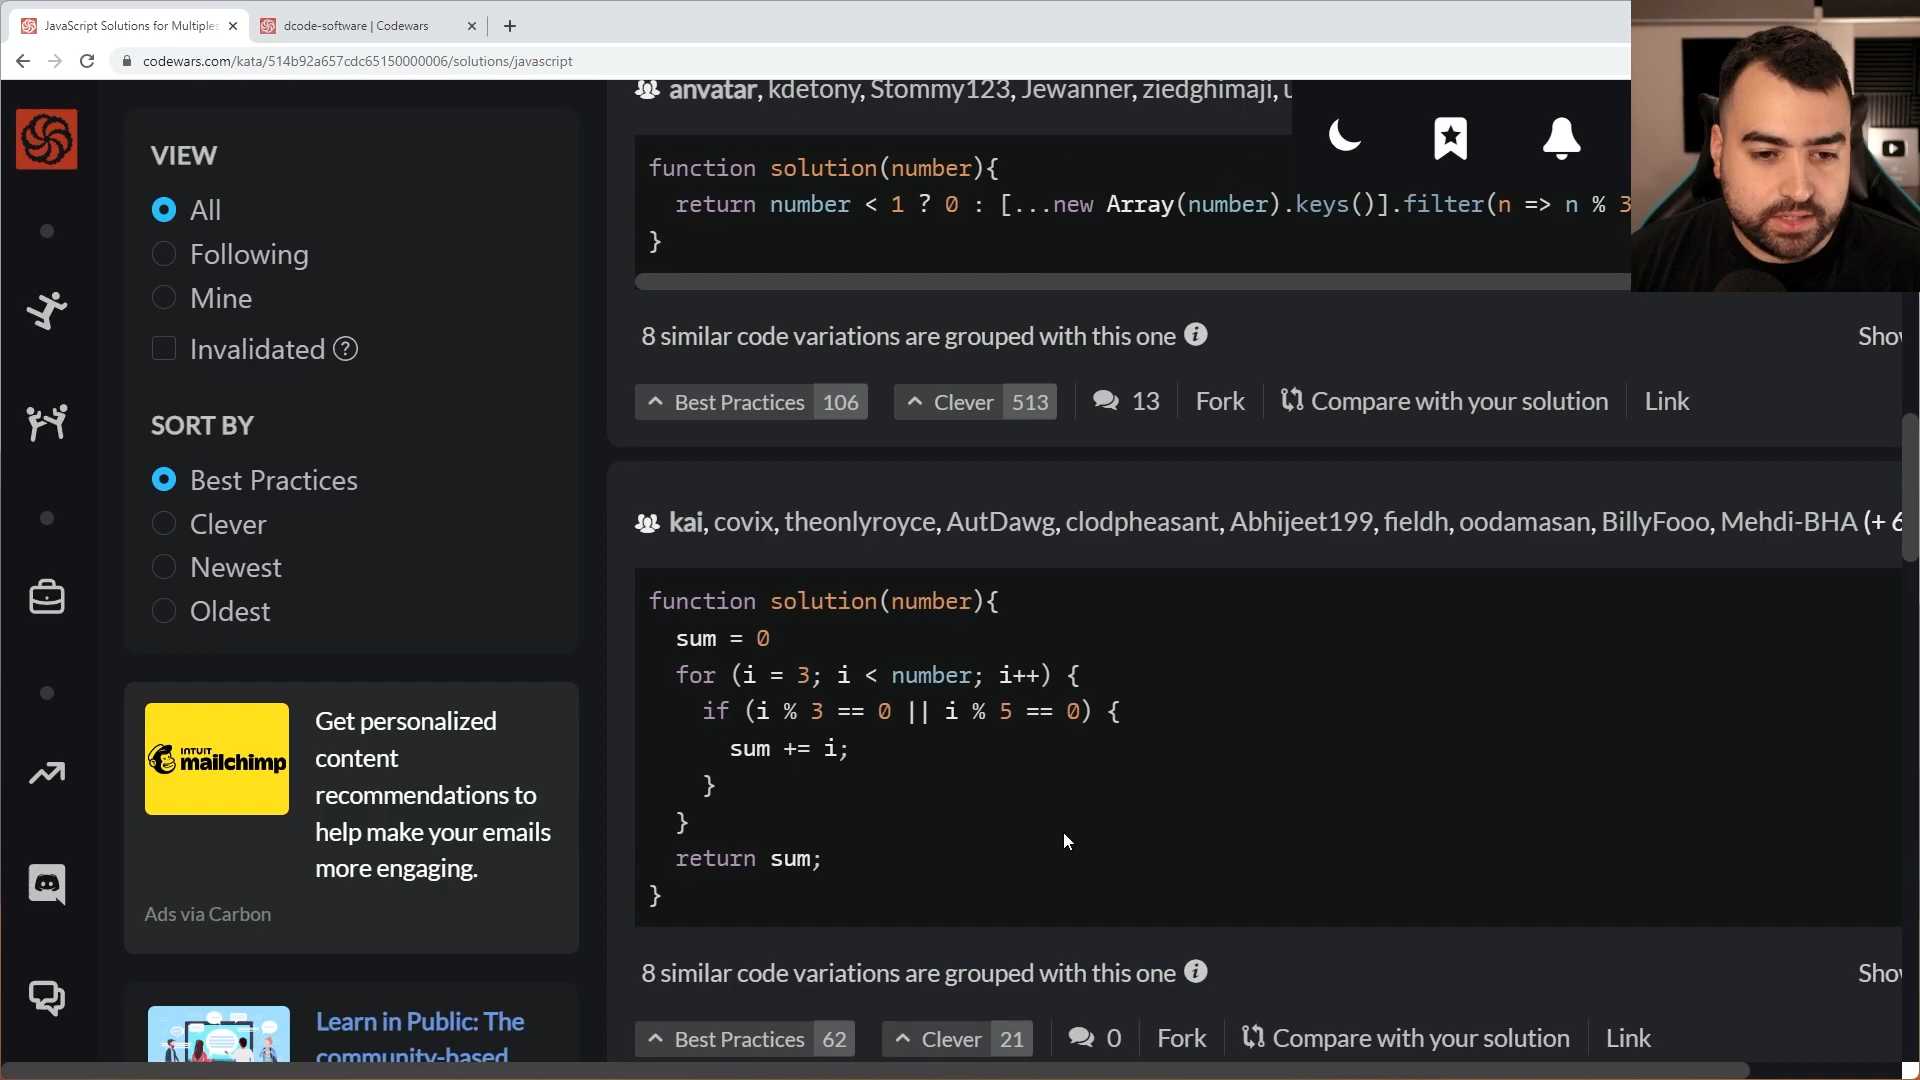 JavaScript Solutions for Multiples
dcode-software | Codewars
codewars.com/kata/514b92a657cdc65150000006/solutions/javascript
VIEW
All
Following
Mine
Invalidated ?
SORT BY
Best Practices
Clever
Newest
Oldest
INTUIT
mailchimp
Get personalized
content
recommendations to
help make your emails
more engaging.
Ads via Carbon
Learn in Public: The
community-based
anvatar, kdetony, Stommy123, Jewanner, ziedghimaji,
function solution(number){
  return number < 1 ? 0 : [...new Array(number).keys()].filter(n => n % 3
}
8 similar code variations are grouped with this one
Show
Best Practices 106
Clever 513
13
Fork
Compare with your solution
Link
kai, covix, theonlyroyce, AutDawg, clodpheasant, Abhijeet199, fieldh, oodamasan, BillyFooo, Mehdi-BHA (+ 6
function solution(number){
  sum = 0
  for (i = 3; i < number; i++) {
    if (i % 3 == 0 || i % 5 == 0) {
      sum += i;
    }
  }
  return sum;
}
8 similar code variations are grouped with this one
Show
Best Practices 62
Clever 21
0
Fork
Compare with your solution
Link